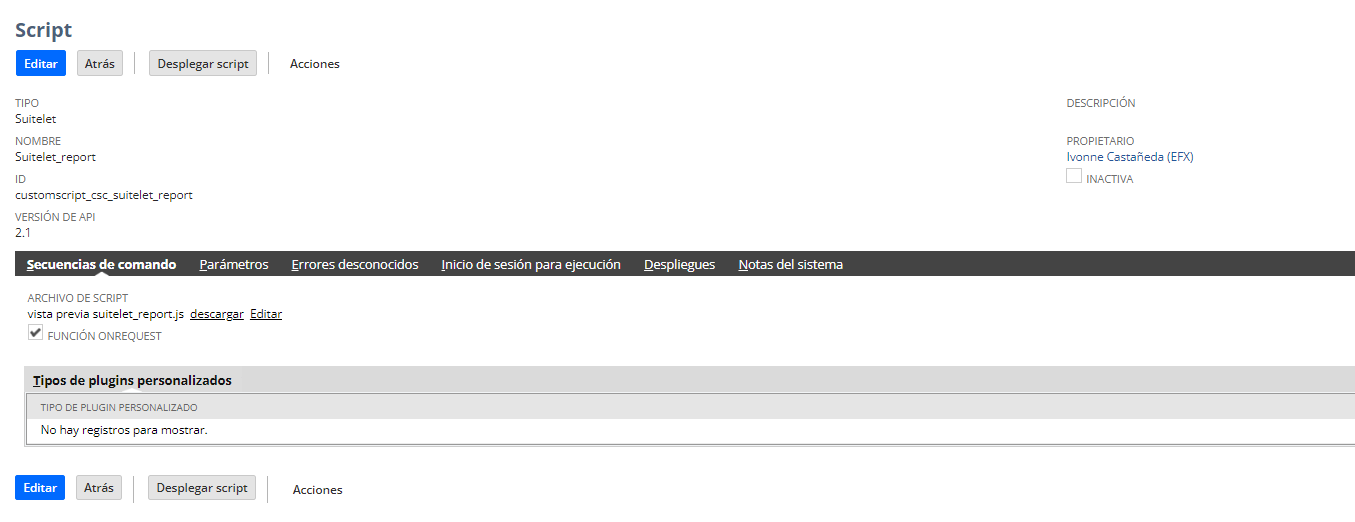 Script
Editar Atrás Desplegar script Acciones
TIPO
Suitelet
NOMBRE
Suitelet_report
ID
customscript_csc_suitelet_report
VERSIÓN DE API
2.1
DESCRIPCIÓN
PROPIETARIO
Ivonne Castañeda (EFX)
INACTIVA
Secuencias de comando Parámetros Errores desconocidos Inicio de sesión para ejecución Despliegues Notas del sistema
ARCHIVO DE SCRIPT
vista previa suitelet_report.js descargar Editar
FUNCIÓN ONREQUEST
Tipos de plugins personalizados
TIPO DE PLUGIN PERSONALIZADO
No hay registros para mostrar.
Editar Atrás Desplegar script Acciones